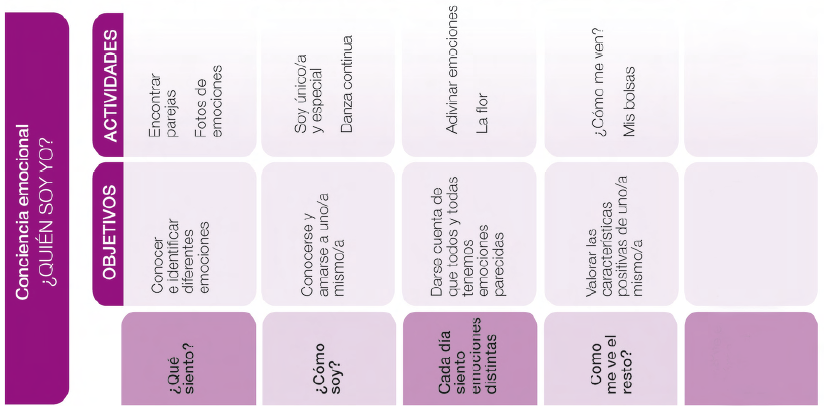 Conciencia emocional
¿QUIÉN SOY YO?
OBJETIVOS
ACTIVIDADES
¿Qué
siento?
Conocer
e identificar
diferentes
emociones
Encontrar
parejas
Fotos de
emociones
¿Cómo
soy?
Conocerse y
amarse a uno/a
mismo/a
Soy único/a
y especial
Danza continua
Cada día
siento
emociones
distintas
Darse cuenta de
que todos y todas
tenemos
emociones
parecidas
Adivinar emociones
La flor
Como
me ve el
resto?
Valorar las
características
positivas de uno/a
mismo/a
¿Cómo me ven?
Mis bolsas